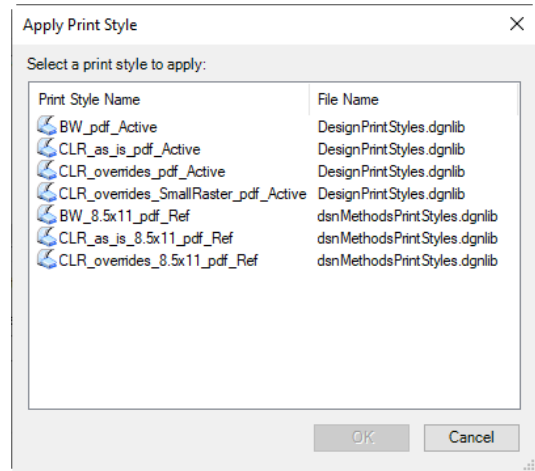 Apply Print Style
Select a print style to apply:
Print Style Name File Name
BW_pdf_Active DesignPrintStyles.dgnlib
CLR_as_is_pdf_Active DesignPrintStyles.dgnlib
CLR_overrides_pdf_Active DesignPrintStyles.dgnlib
CLR_overrides_SmallRaster_pdf_Active DesignPrintStyles.dgnlib
BW_8.5x11_pdf_Ref dsnMethodsPrintStyles.dgnlib
CLR_as_is_8.5x11_pdf_Ref dsnMethodsPrintStyles.dgnlib
CLR_overrides_8.5x11_pdf_Ref dsnMethodsPrintStyles.dgnlib
OK Cancel